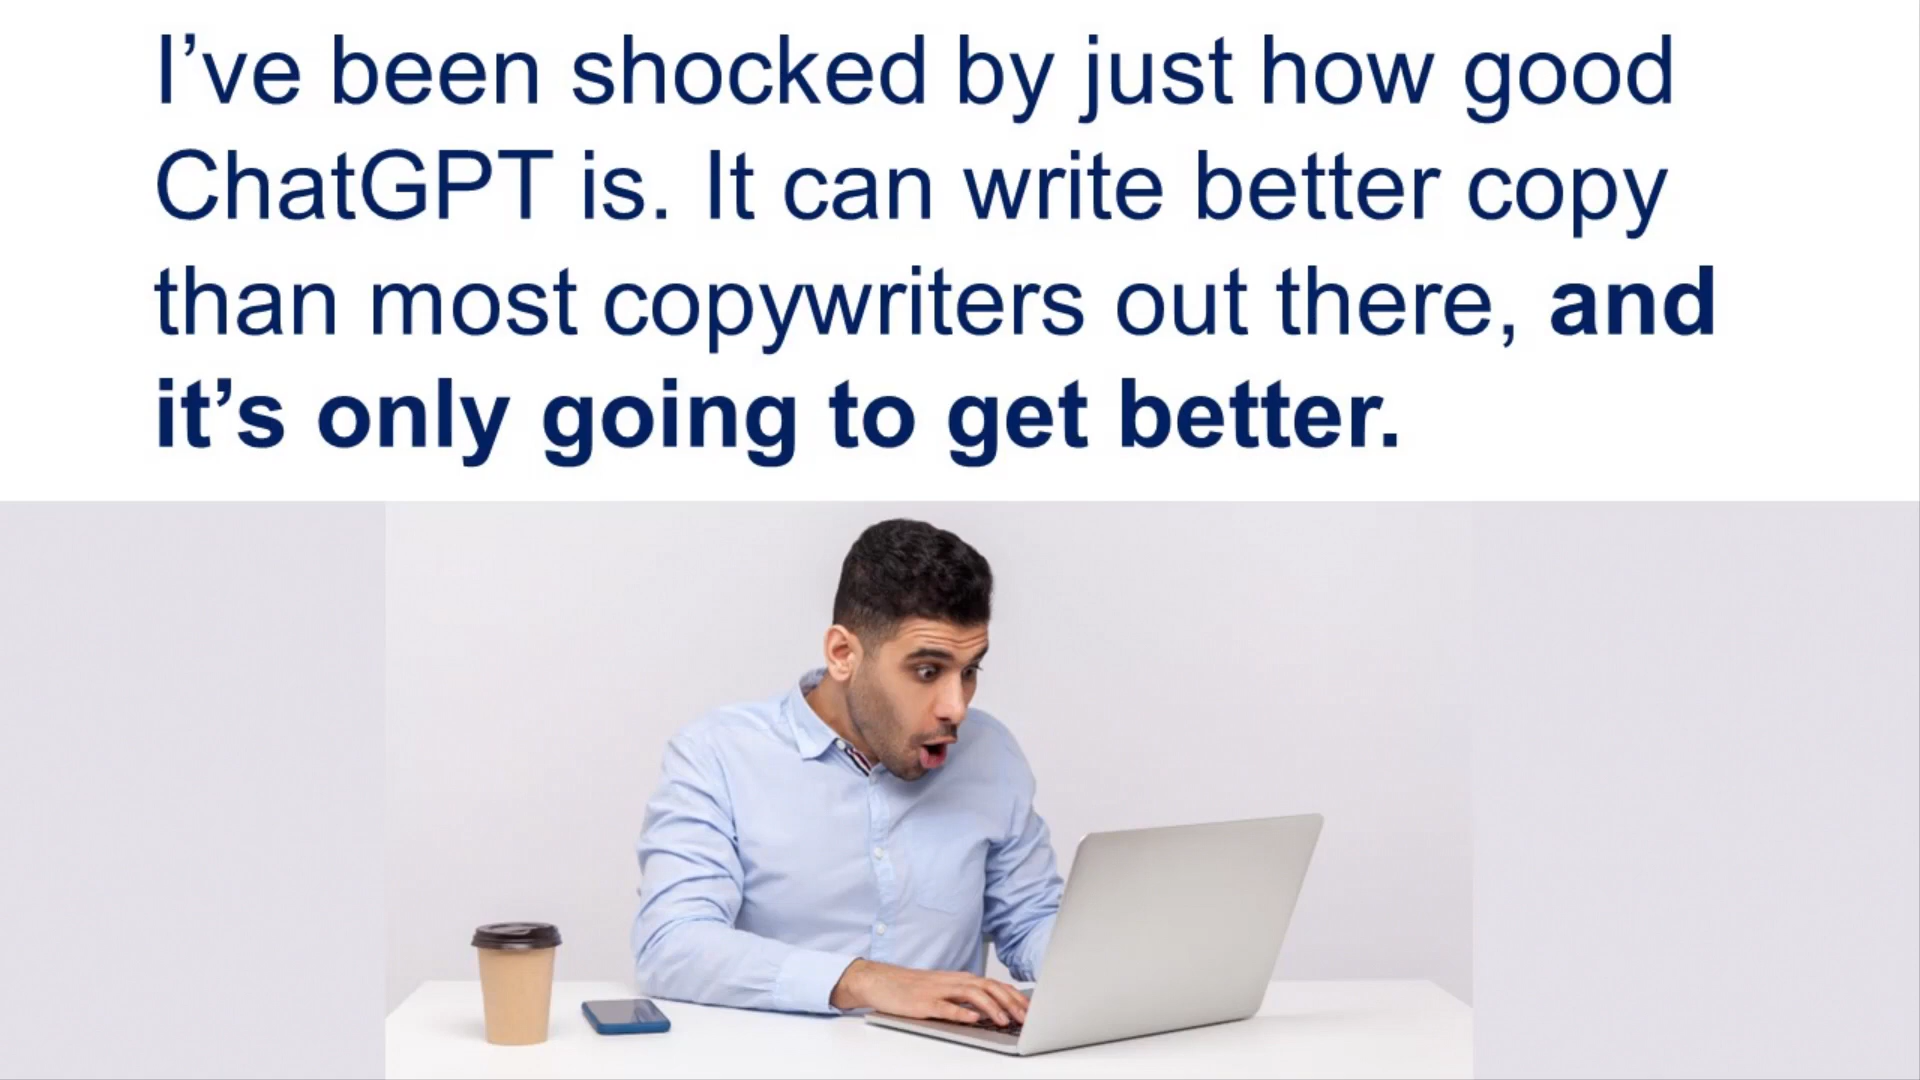 I’ve been shocked by just how good
ChatGPT is. It can write better copy
than most copywriters out there, and
it’s only going to get better.